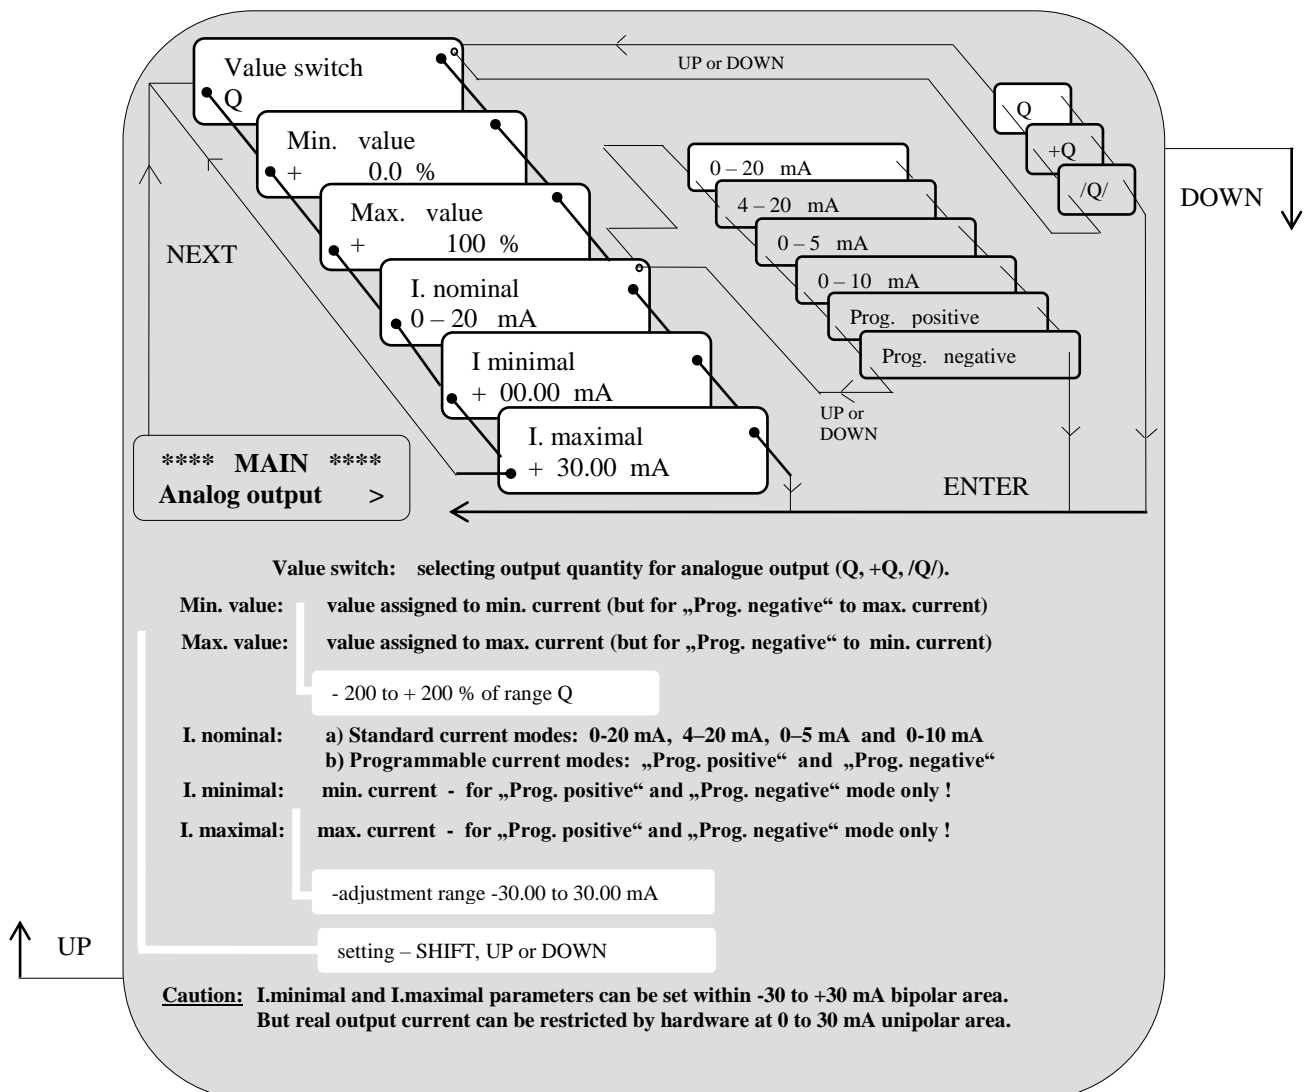 Value switch
Q
Min. value
+ 0.0 %
Max. value
+ 100 %
I. nominal
0 – 20 mA
I minimal
+ 00.00 mA
I. maximal
+ 30.00 mA
UP or DOWN
Q
+Q
/Q/
0 – 20 mA
4 – 20 mA
0 – 5 mA
0 – 10 mA
Prog. positive
Prog. negative
UP or
DOWN
DOWN
NEXT
**** MAIN ****
Analog output >
ENTER
Value switch: selecting output quantity for analogue output (Q, +Q, /Q/).
Min. value: value assigned to min. current (but for „Prog. negative“ to max. current)
Max. value: value assigned to max. current (but for „Prog. negative“ to min. current)
- 200 to + 200 % of range Q
I. nominal: a) Standard current modes: 0-20 mA, 4–20 mA, 0–5 mA and 0-10 mA
b) Programmable current modes: „Prog. positive“ and „Prog. negative“
I. minimal: min. current - for „Prog. positive“ and „Prog. negative“ mode only !
I. maximal: max. current - for „Prog. positive“ and „Prog. negative“ mode only !
-adjustment range -30.00 to 30.00 mA
UP
setting – SHIFT, UP or DOWN
Caution: I.minimal and I.maximal parameters can be set within -30 to +30 mA bipolar area.
But real output current can be restricted by hardware at 0 to 30 mA unipolar area.